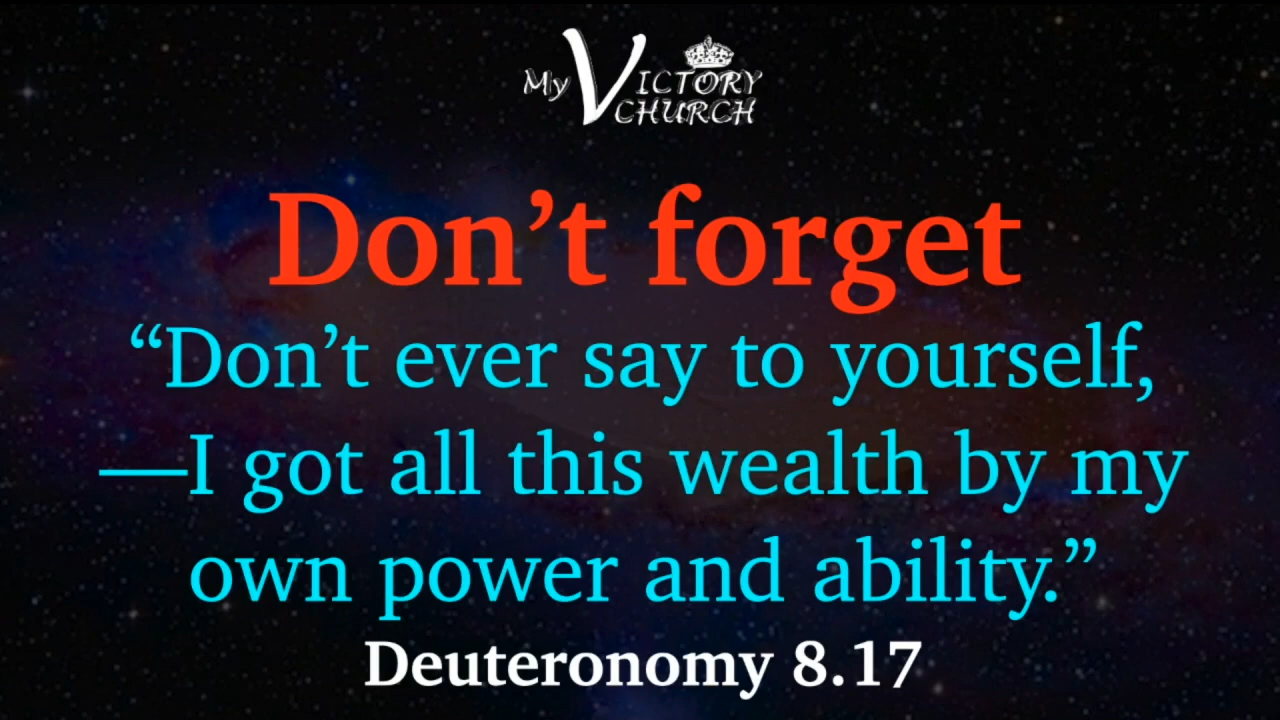 My VICTORY
CHURCH
Don’t forget
“Don’t ever say to yourself,
—I got all this wealth by my
own power and ability.”
Deuteronomy 8.17